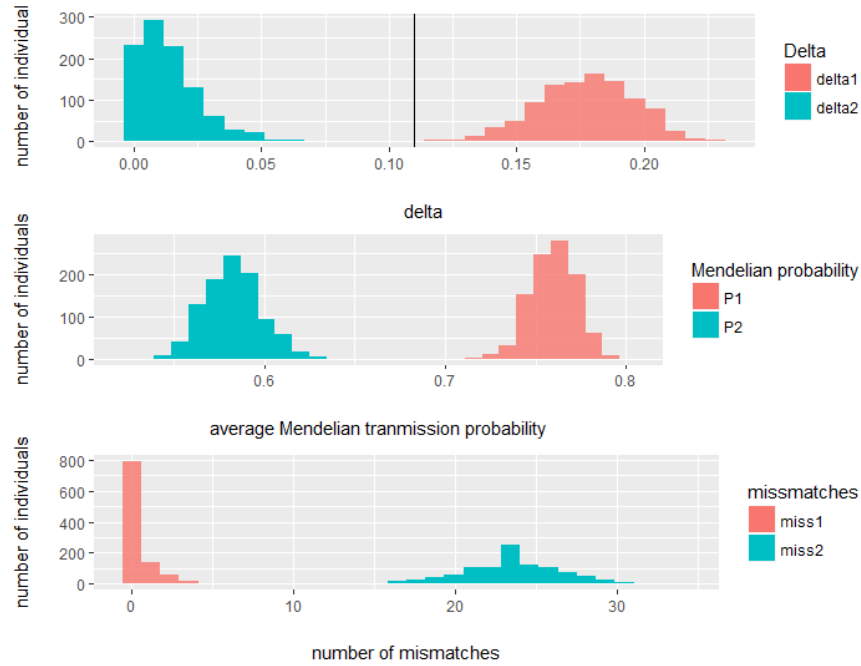 number of individual
300
200
100
0
0.00
0.05
0.10
0.15
0.20
delta
Delta
delta1
delta2
number of individuals
200
100
0
0.6
0.7
0.8
average Mendelian tranmission probability
Mendelian probability
P1
P2
number of individuals
800
600
400
200
0
0
10
20
30
number of mismatches
missmatches
miss1
miss2